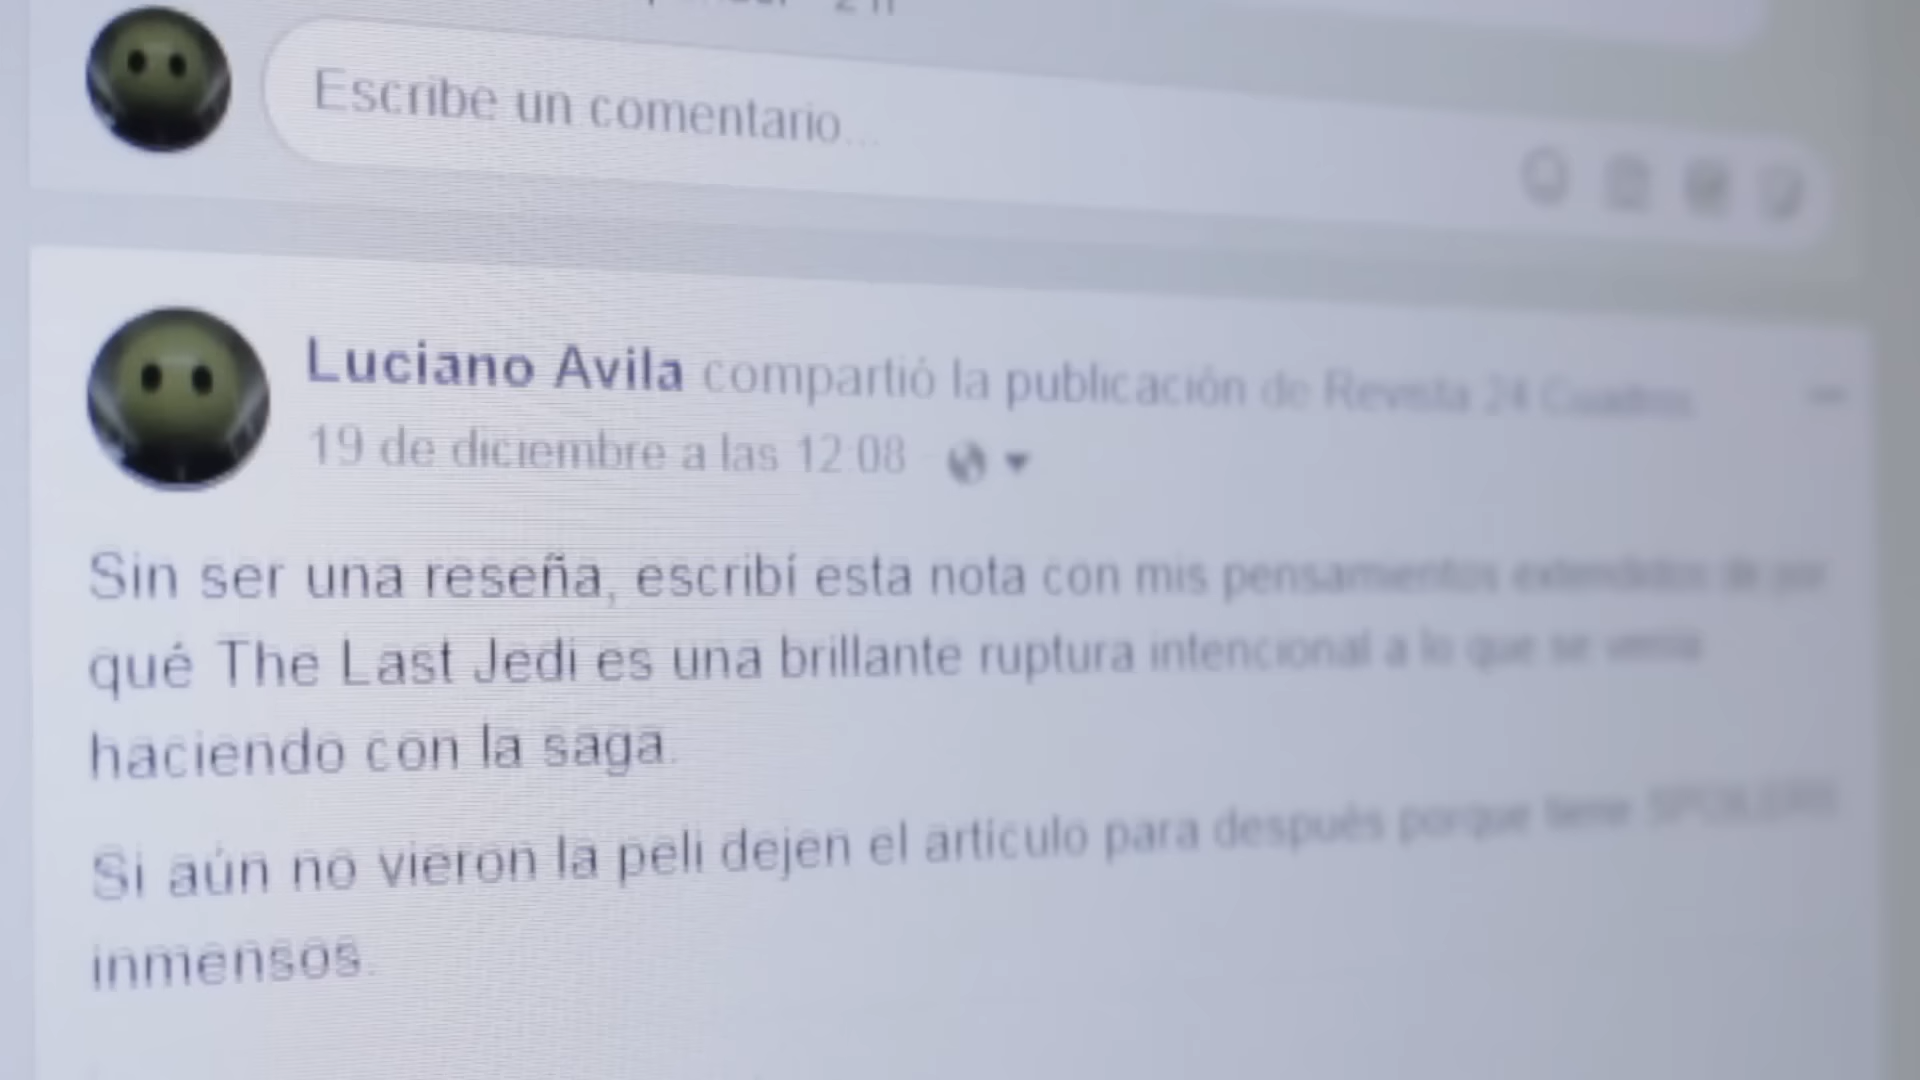 Escribe un comentario...
Luciano Avila compartió la publicación de Revista 24 Cuadros
19 de diciembre a las 12:08
Sin ser una reseña, escribí esta nota con mis pensamientos extendidos de por
qué The Last Jedi es una brillante ruptura intencional a lo que se venía
haciendo con la saga.
Si aún no vieron la peli dejen el artículo para después porque tiene SPOILERS
inmensos.